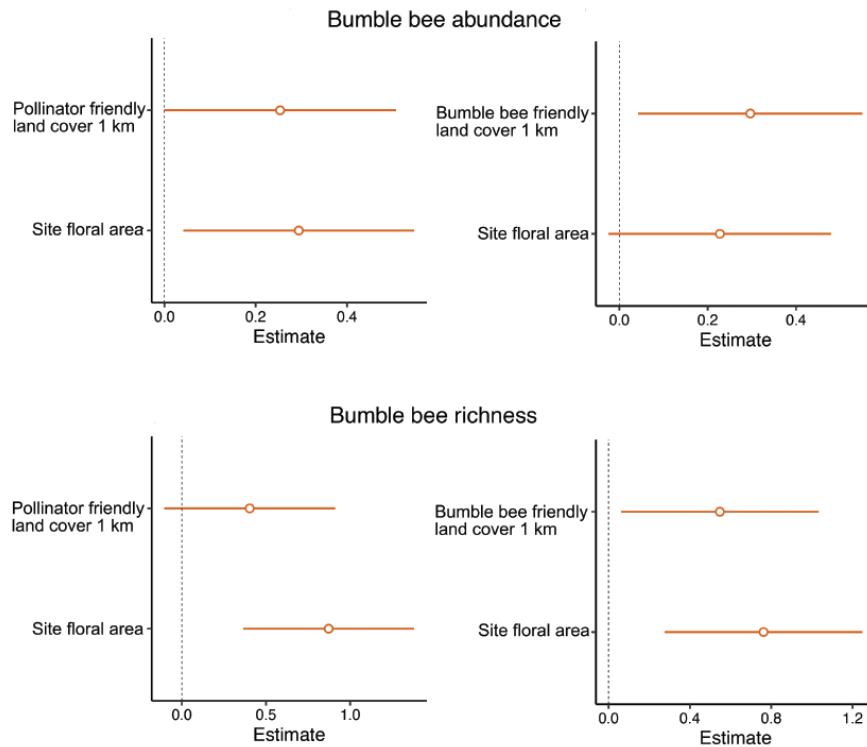 Bumble bee abundance
Pollinator friendly
land cover 1 km
Site floral area
0.0 0.2 0.4
Estimate
Bumble bee friendly
land cover 1 km
Site floral area
0.0 0.2 0.4
Estimate
Bumble bee richness
Pollinator friendly
land cover 1 km
Site floral area
0.0 0.5 1.0
Estimate
Bumble bee friendly
land cover 1 km
Site floral area
0.0 0.4 0.8 1.2
Estimate